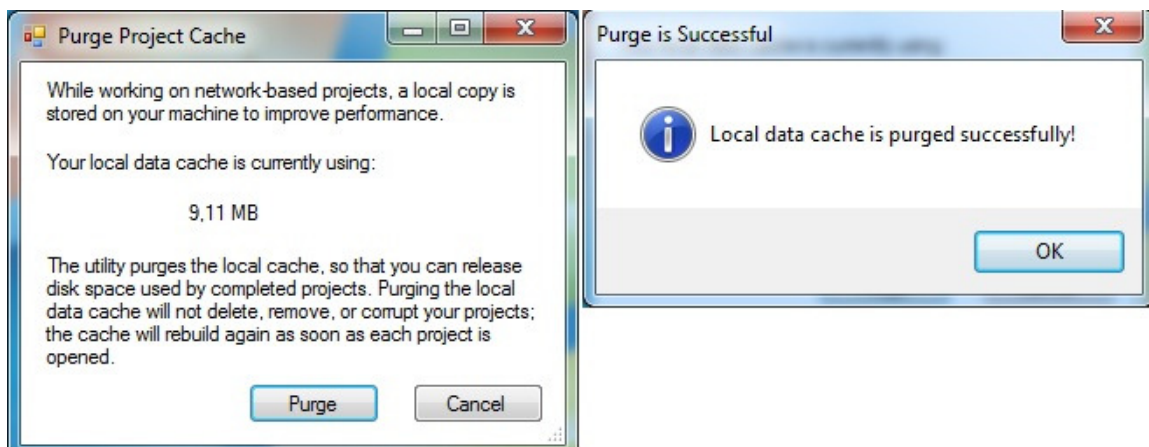 Purge Project Cache
While working on network-based projects, a local copy is
stored on your machine to improve performance.
Your local data cache is currently using:
9,11 MB
The utility purges the local cache, so that you can release
disk space used by completed projects. Purging the local
data cache will not delete, remove, or corrupt your projects;
the cache will rebuild again as soon as each project is
opened.
Purge
Cancel
Purge is Successful
Local data cache is purged successfully!
OK